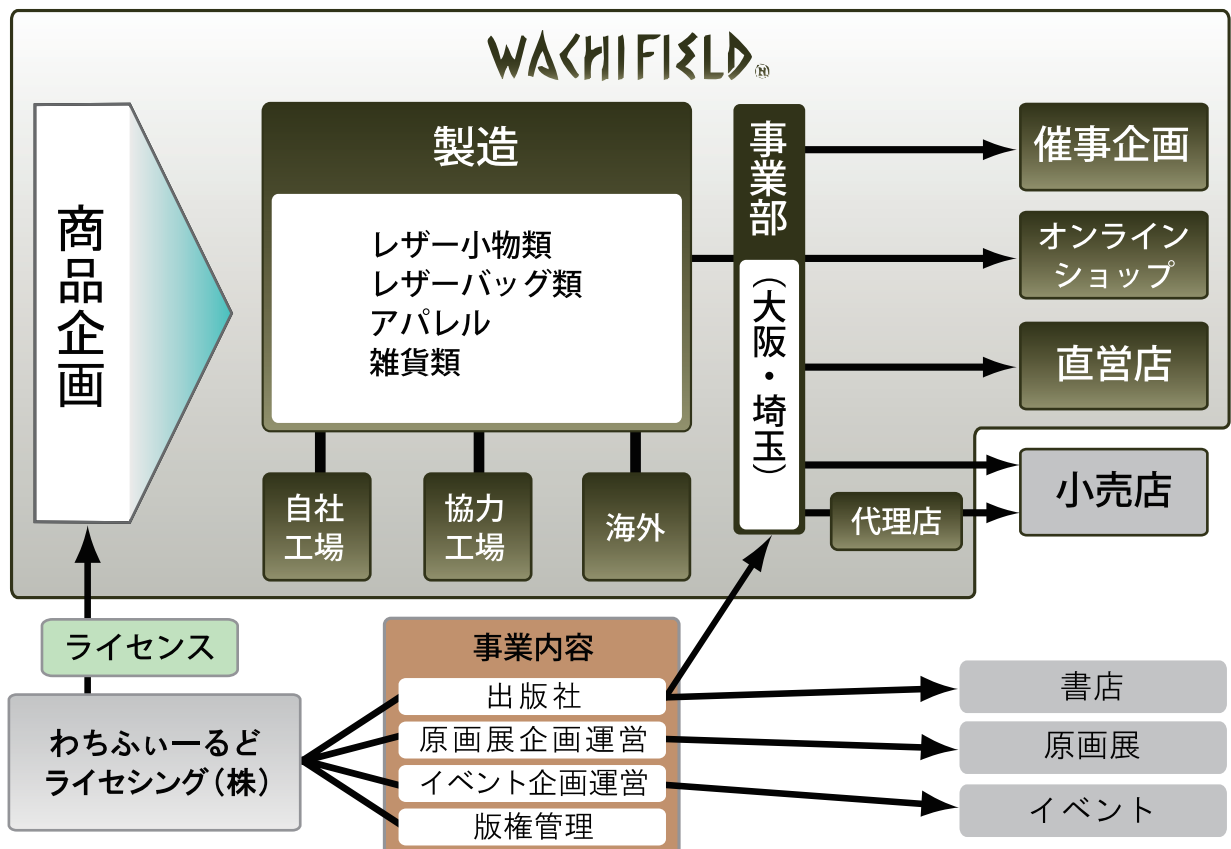 WACHIFIELD
商品企画
製造
レザー小物類
レザーバッグ類
アパレル
雑貨類
自社
工場
協力
工場
海外
事業部
(大阪・埼玉)
催事企画
オンライン
ショップ
直営店
小売店
代理店
ライセンス
わちふぃーるど
ライセシング(株)
事業内容
出版社
原画展企画運営
イベント企画運営
版権管理
書店
原画展
イベント